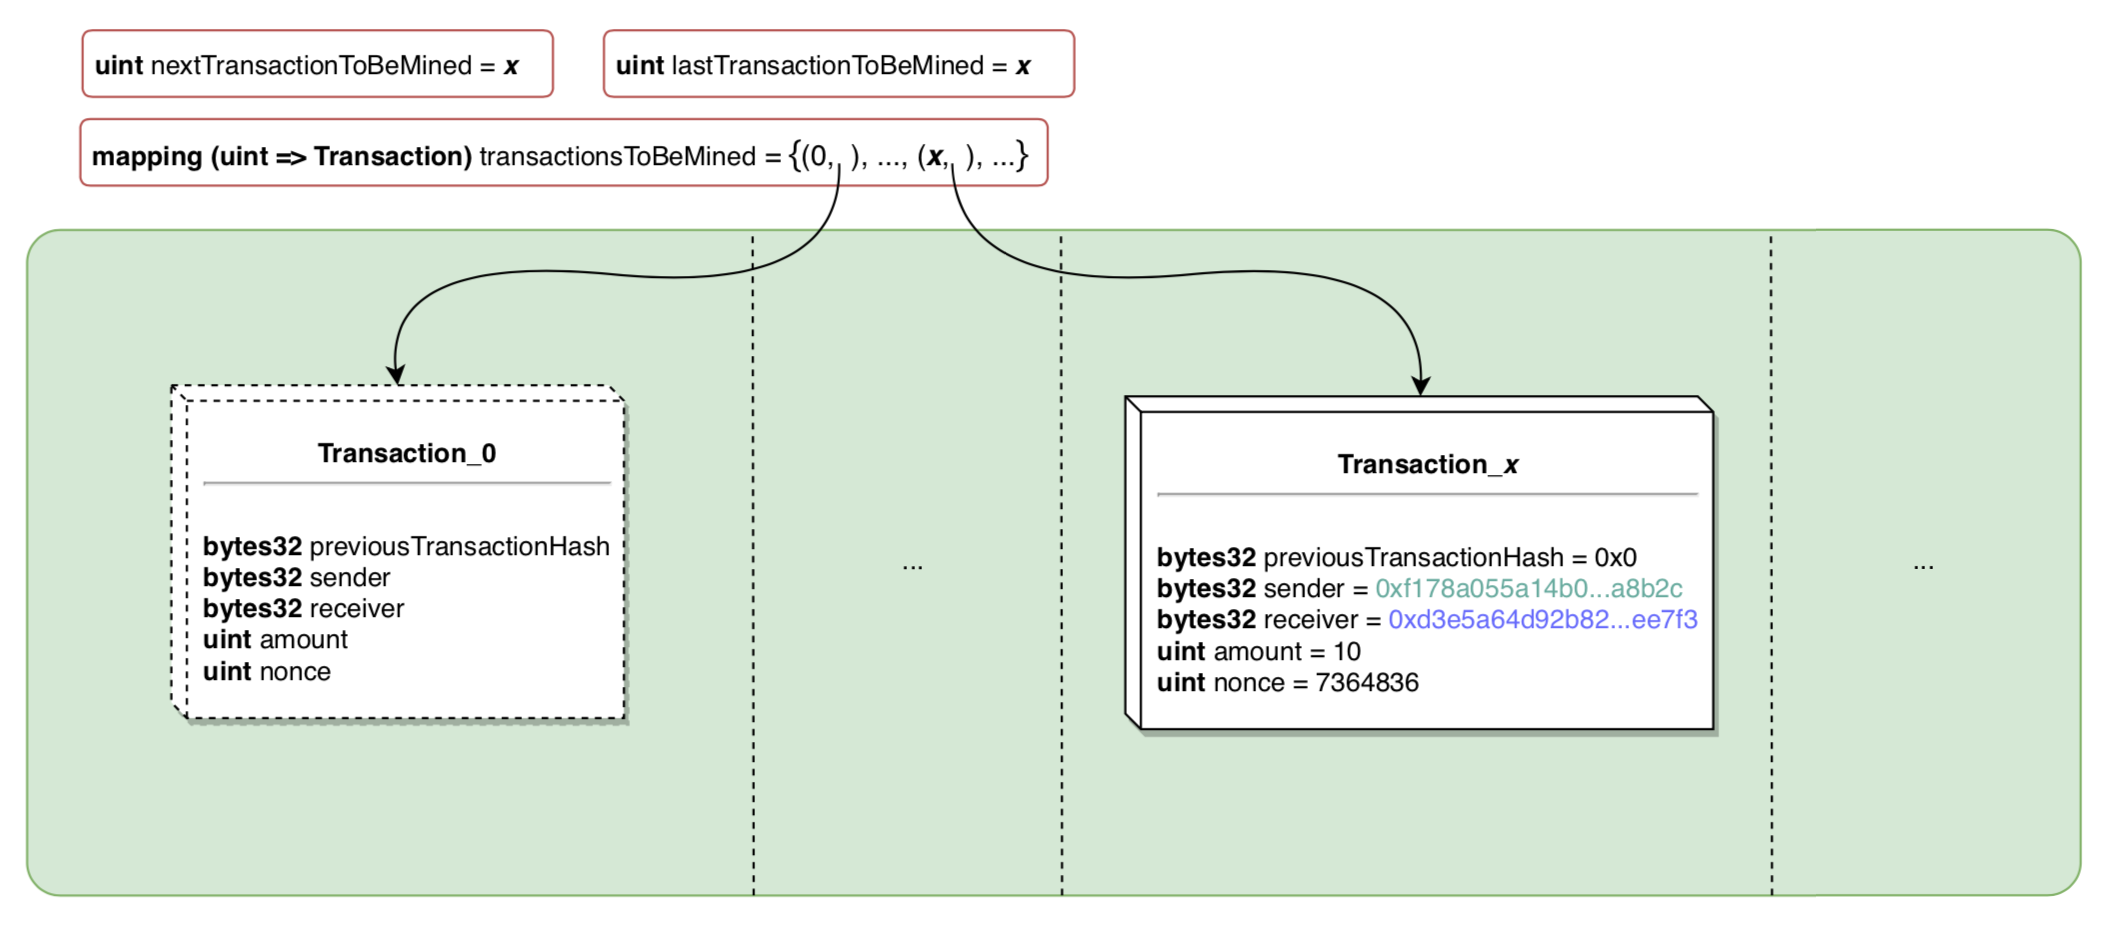 uint nextTransactionToBeMined = x
uint lastTransactionToBeMined = x
mapping (uint => Transaction) transactionsToBeMined = {(0, ), ..., (x, ), ...}
Transaction_0
bytes32 previousTransactionHash
bytes32 sender
bytes32 receiver
uint amount
uint nonce
...
Transaction_x
bytes32 previousTransactionHash = 0x0
bytes32 sender = 0xf178a055a14b0...a8b2c
bytes32 receiver = 0xd3e5a64d92b82...ee7f3
uint amount = 10
uint nonce = 7364836
...